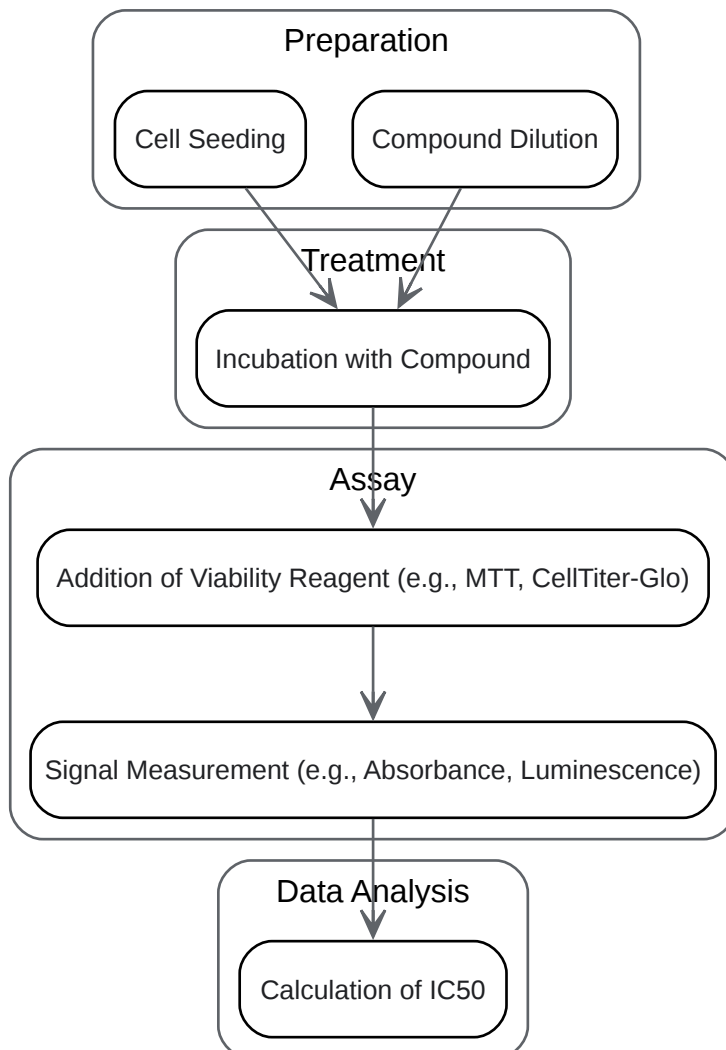 Preparation
Cell Seeding
Compound Dilution
Treatment
Incubation with Compound
Assay
Addition of Viability Reagent (e.g., MTT, CellTiter-Glo)
Signal Measurement (e.g., Absorbance, Luminescence)
Data Analysis
Calculation of IC50